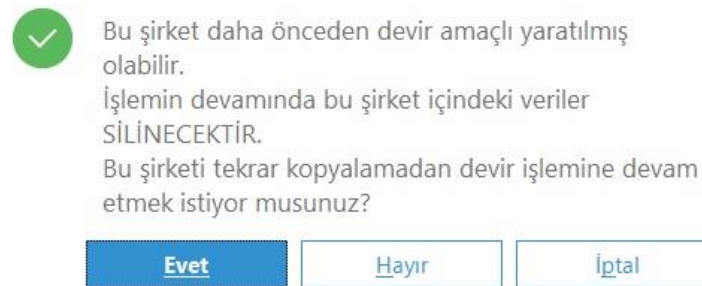 Bu şirket daha önceden devir amaçlı yaratılmış
olabilir.
İşlemin devamında bu şirket içindeki veriler
SİLİNECEKTİR.
Bu şirketi tekrar kopyalamadan devir işlemine devam
etmek istiyor musunuz?
Evet Hayır İptal